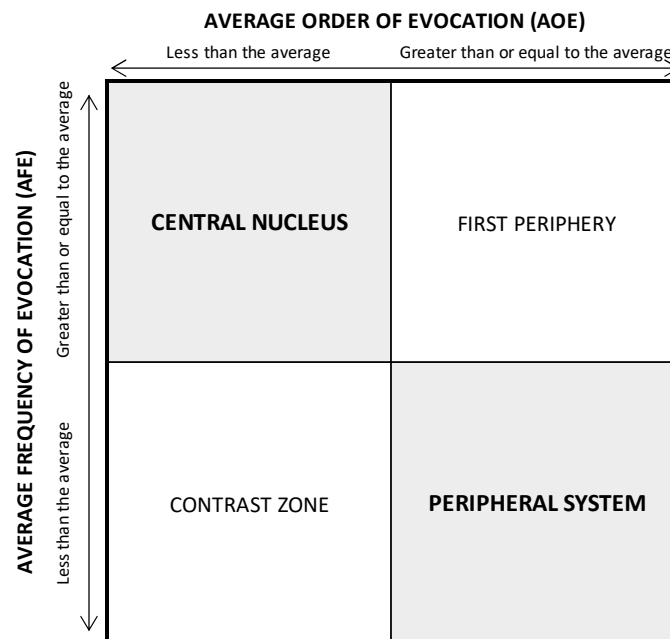 AVERAGE ORDER OF EVOCATION (AOE)
Less than the average
Greater than or equal to the average
AVERAGE FREQUENCY OF EVOCATION (AFE)
Greater than or equal to the average
Less than the average
CENTRAL NUCLEUS
FIRST PERIPHERY
CONTRAST ZONE
PERIPHERAL SYSTEM